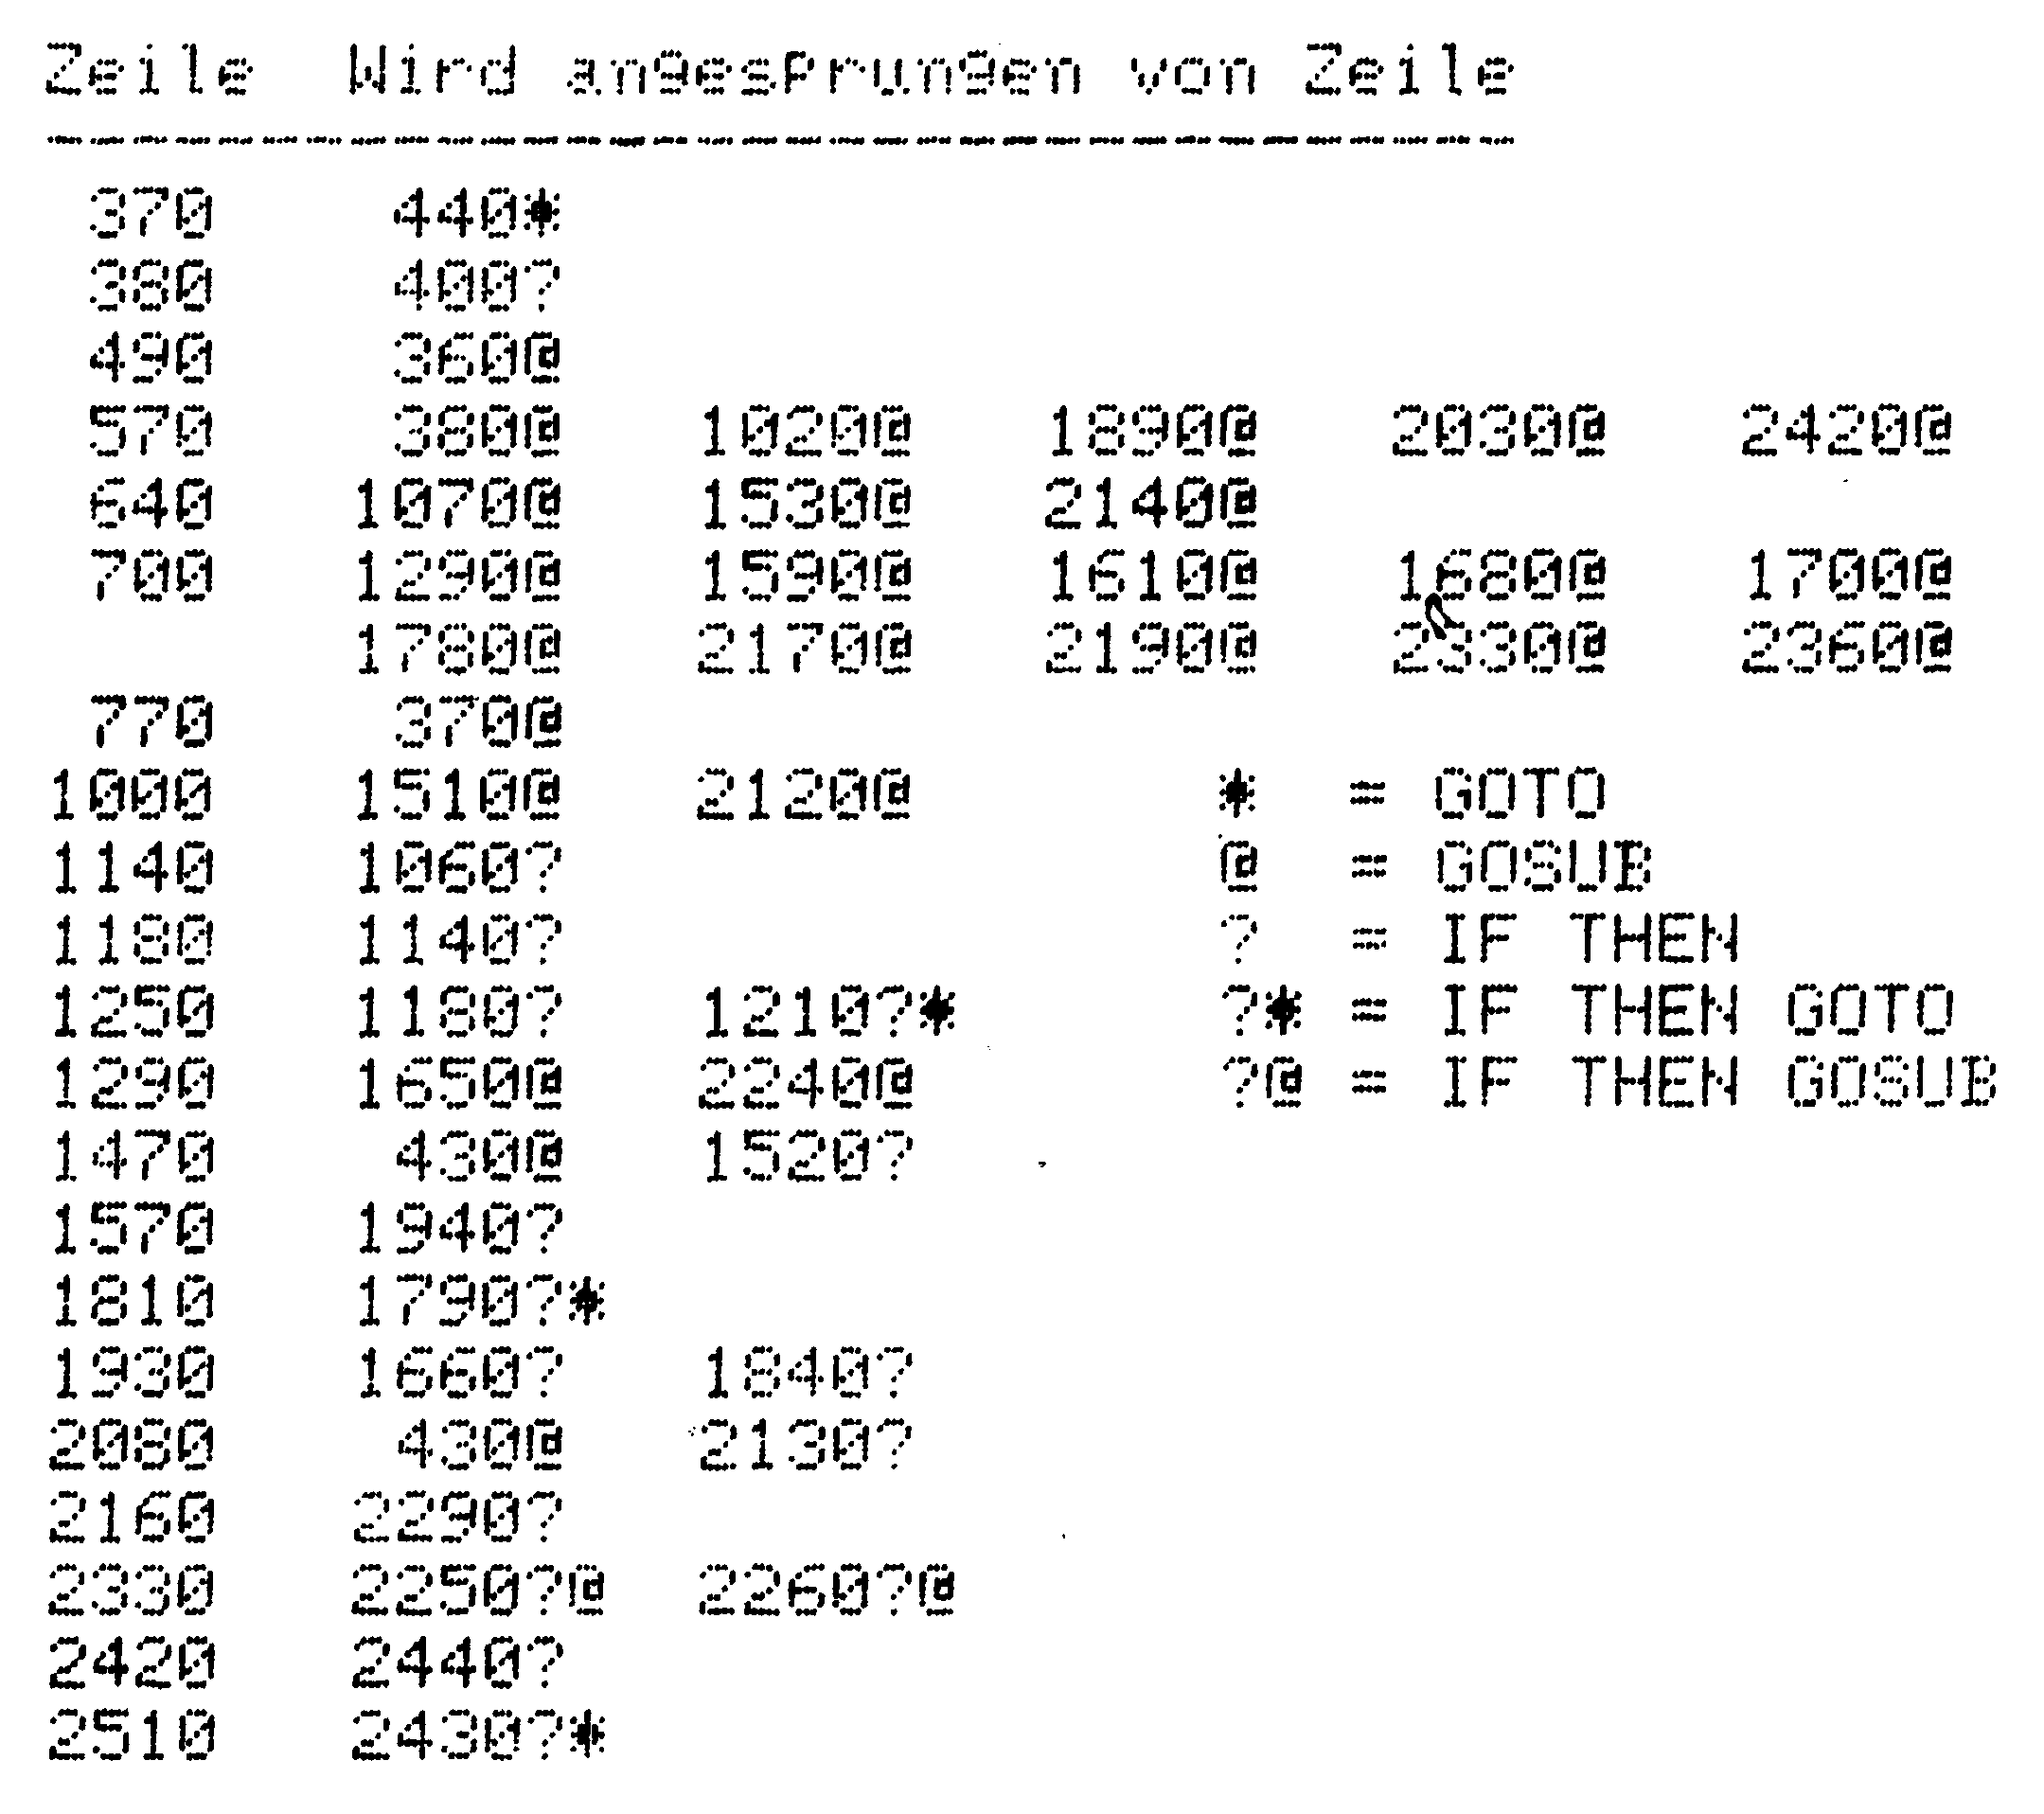 Zeile  Wird angesprungen von Zeile
----------------------------------
370    440*
380    400?
490    360@
570    380@   1020@   1890@   2030@   2420@
640   1070@   1530@   2140@
700   1290@   1590@   1610@   1680@   1700@
1780@   2170@   2190@   2330@   2360@
770    370@
1000   1510@   2120@       *  = GOTO
1140   1060?               @  = GOSUB
1180   1140?               ?  = IF THEN
1250   1180?   1210?*      ?* = IF THEN GOTO
1290   1650@   2240@       ?@ = IF THEN GOSUB
1470    430@   1520?
1570   1940?
1810   1790?*
1930   1660?   1840?
2080    430@   2130?
2160   2290?
2330   2250?@  2260?@
2420   2440?
2510   2430?*